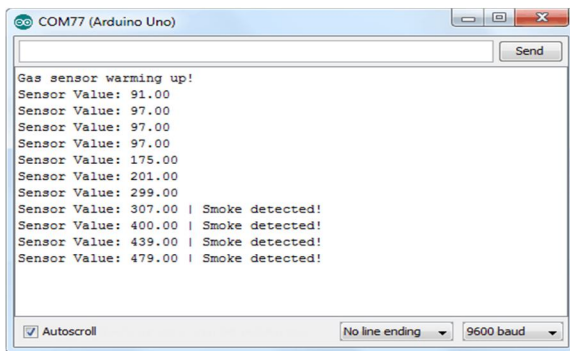 COM77 (Arduino Uno)
Send
Gas sensor warming up!
Sensor Value: 91.00
Sensor Value: 97.00
Sensor Value: 97.00
Sensor Value: 97.00
Sensor Value: 175.00
Sensor Value: 201.00
Sensor Value: 299.00
Sensor Value: 307.00 | Smoke detected!
Sensor Value: 400.00 | Smoke detected!
Sensor Value: 439.00 | Smoke detected!
Sensor Value: 479.00 | Smoke detected!
Autoscroll No line ending 9600 baud